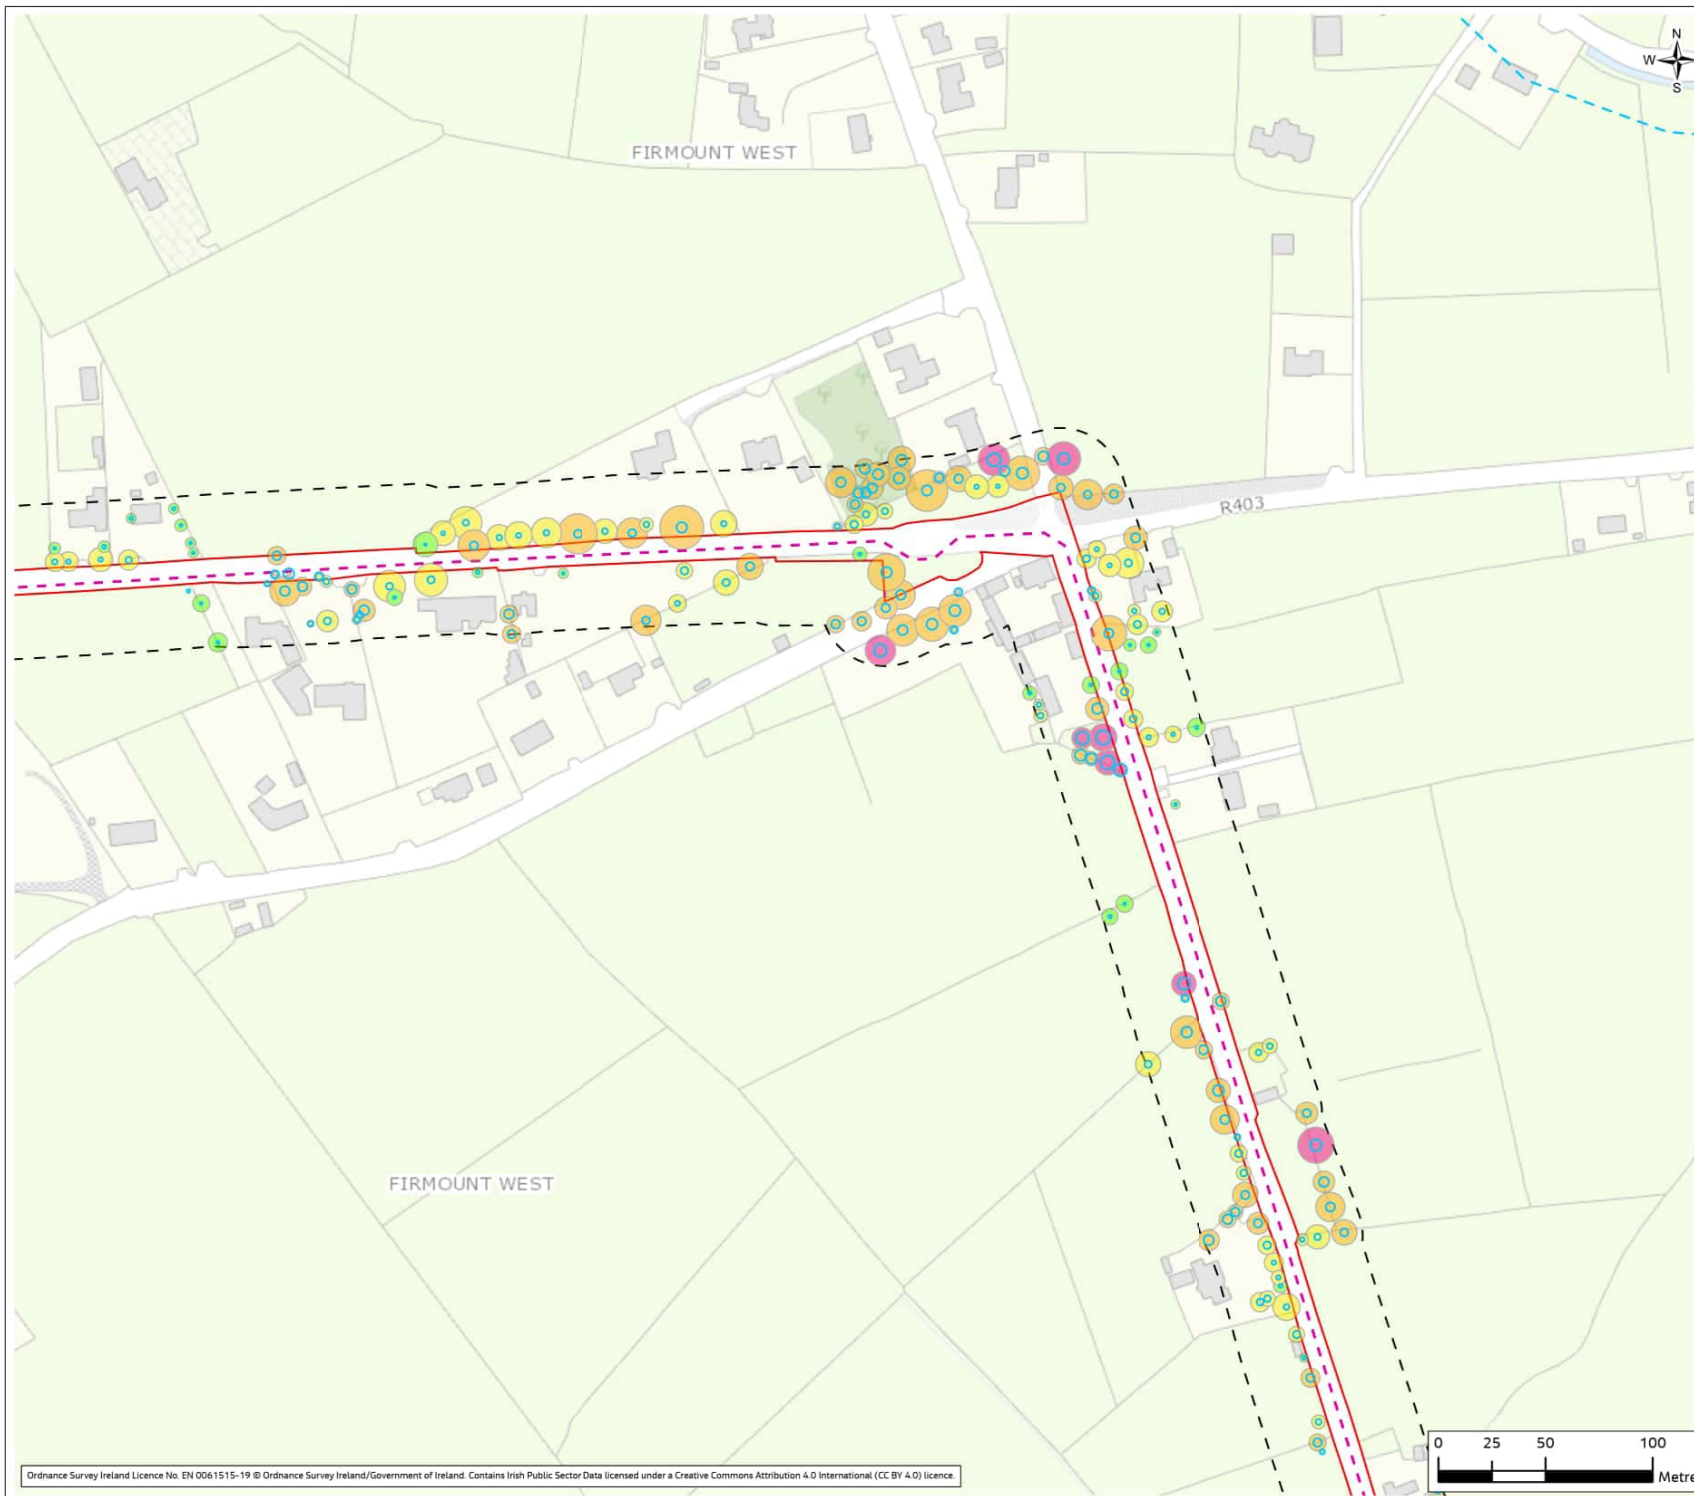 N
W
S
FIRMOUNT WEST
R403
FIRMOUNT WEST
0 25 50 100
Metre
Ordnance Survey Ireland Licence No. EN 0061515-19 © Ordnance Survey Ireland/Government of Ireland. Contains Irish Public Sector Data licensed under a Creative Commons Attribution 4.0 International (CC BY 4.0) licence.